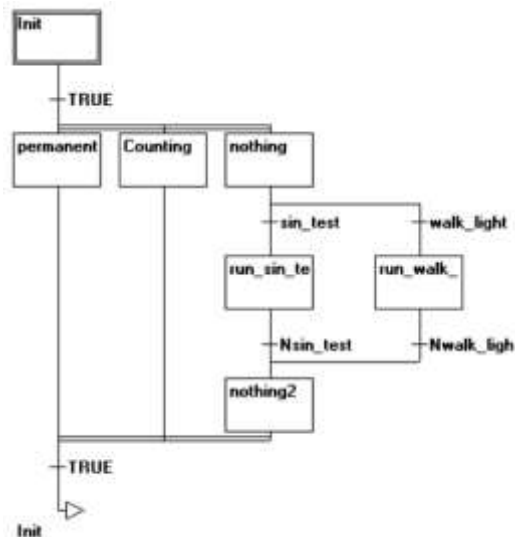 Init
TRUE
permanent Counting nothing
sin_test walk_light
run_sin_te run_walk_
Nsin_test Nwalk_ligh
nothing2
TRUE
Init